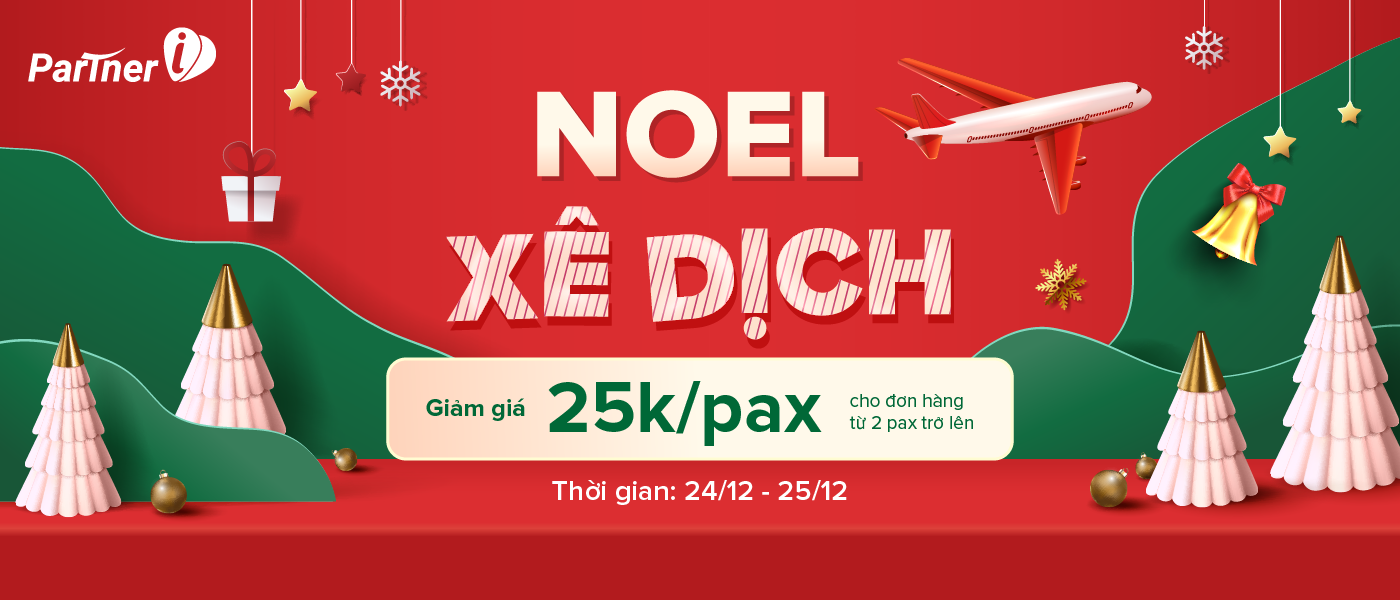 ParTner i
NOEL
XÊ DỊCH
Giảm giá 25k/pax cho đơn hàng
từ 2 pax trở lên
Thời gian: 24/12 - 25/12